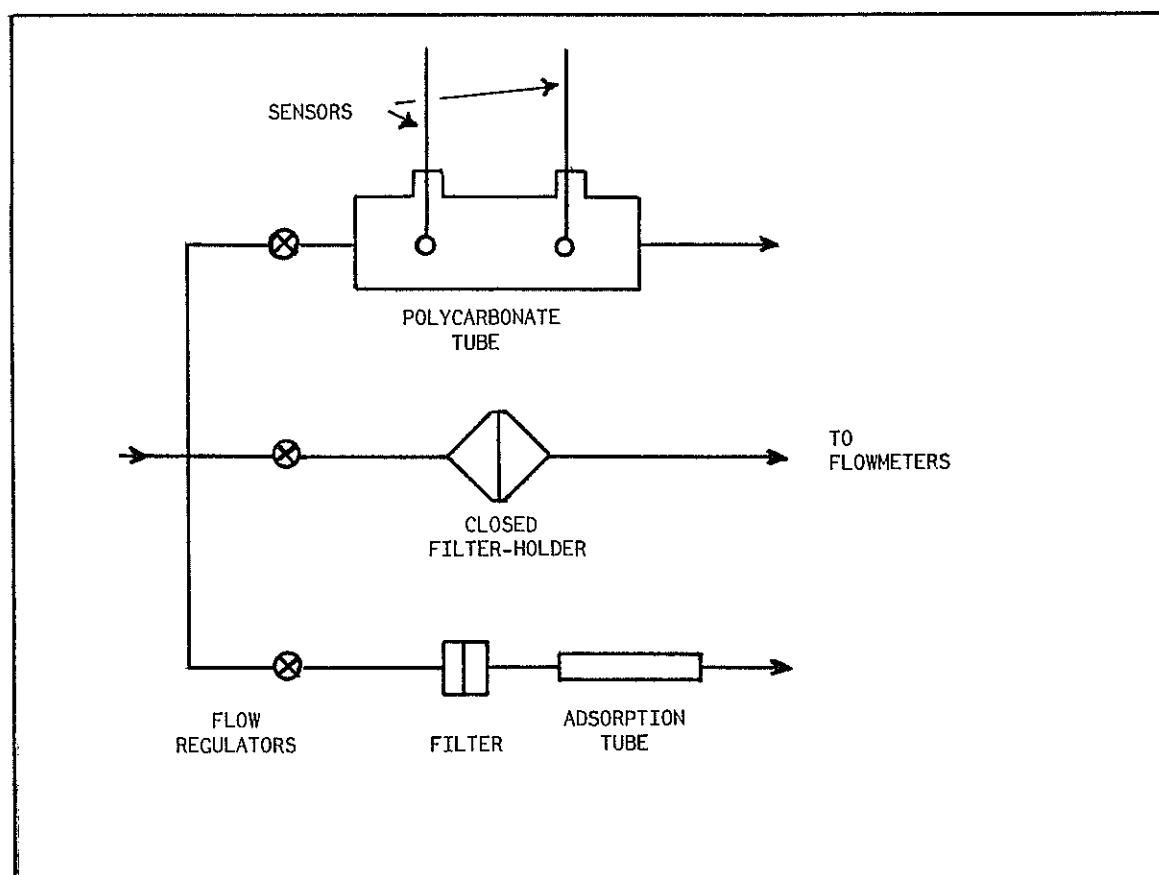 SENSORS
POLYCARBONATE
TUBE
TO
FLOWMETERS
CLOSED
FILTER-HOLDER
FLOW
REGULATORS
FILTER
ADSORPTION
TUBE